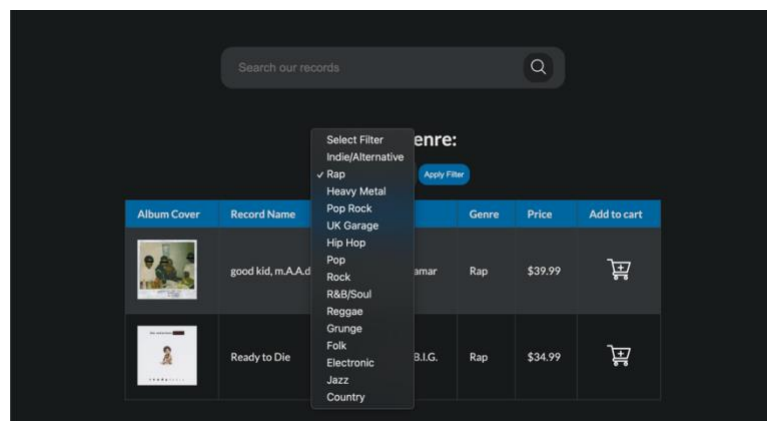 Search our records
enre:
Select Filter
Indie/Alternative
✓ Rap
Heavy Metal
Pop Rock
UK Garage
Hip Hop
Pop
Rock
R&B/Soul
Reggae
Grunge
Folk
Electronic
Jazz
Country
Apply Filter
Album Cover Record Name Genre Price Add to cart
good kid, m.A.A.d amar Rap $39.99
Ready to Die B.I.G. Rap $34.99